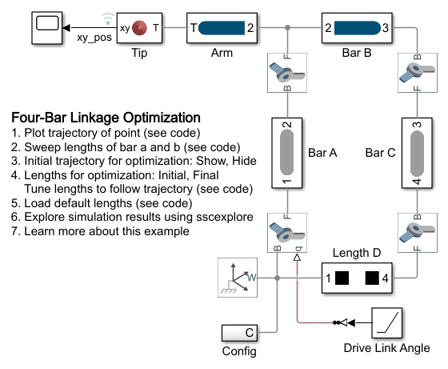 xy T
T 2
2 3
xy_pos
Tip
Arm
Bar B
F
B
B
F
Four-Bar Linkage Optimization
1. Plot trajectory of point (see code)
2. Sweep lengths of bar a and b (see code)
3. Initial trajectory for optimization: Show, Hide
4. Lengths for optimization: Initial, Final
Tune lengths to follow trajectory (see code)
5. Load default lengths (see code)
6. Explore simulation results using sscexplore
7. Learn more about this example
2
1
Bar A
Bar C
3
4
F
B
q
B
F
Length D
W
1 4
C
Config
Drive Link Angle